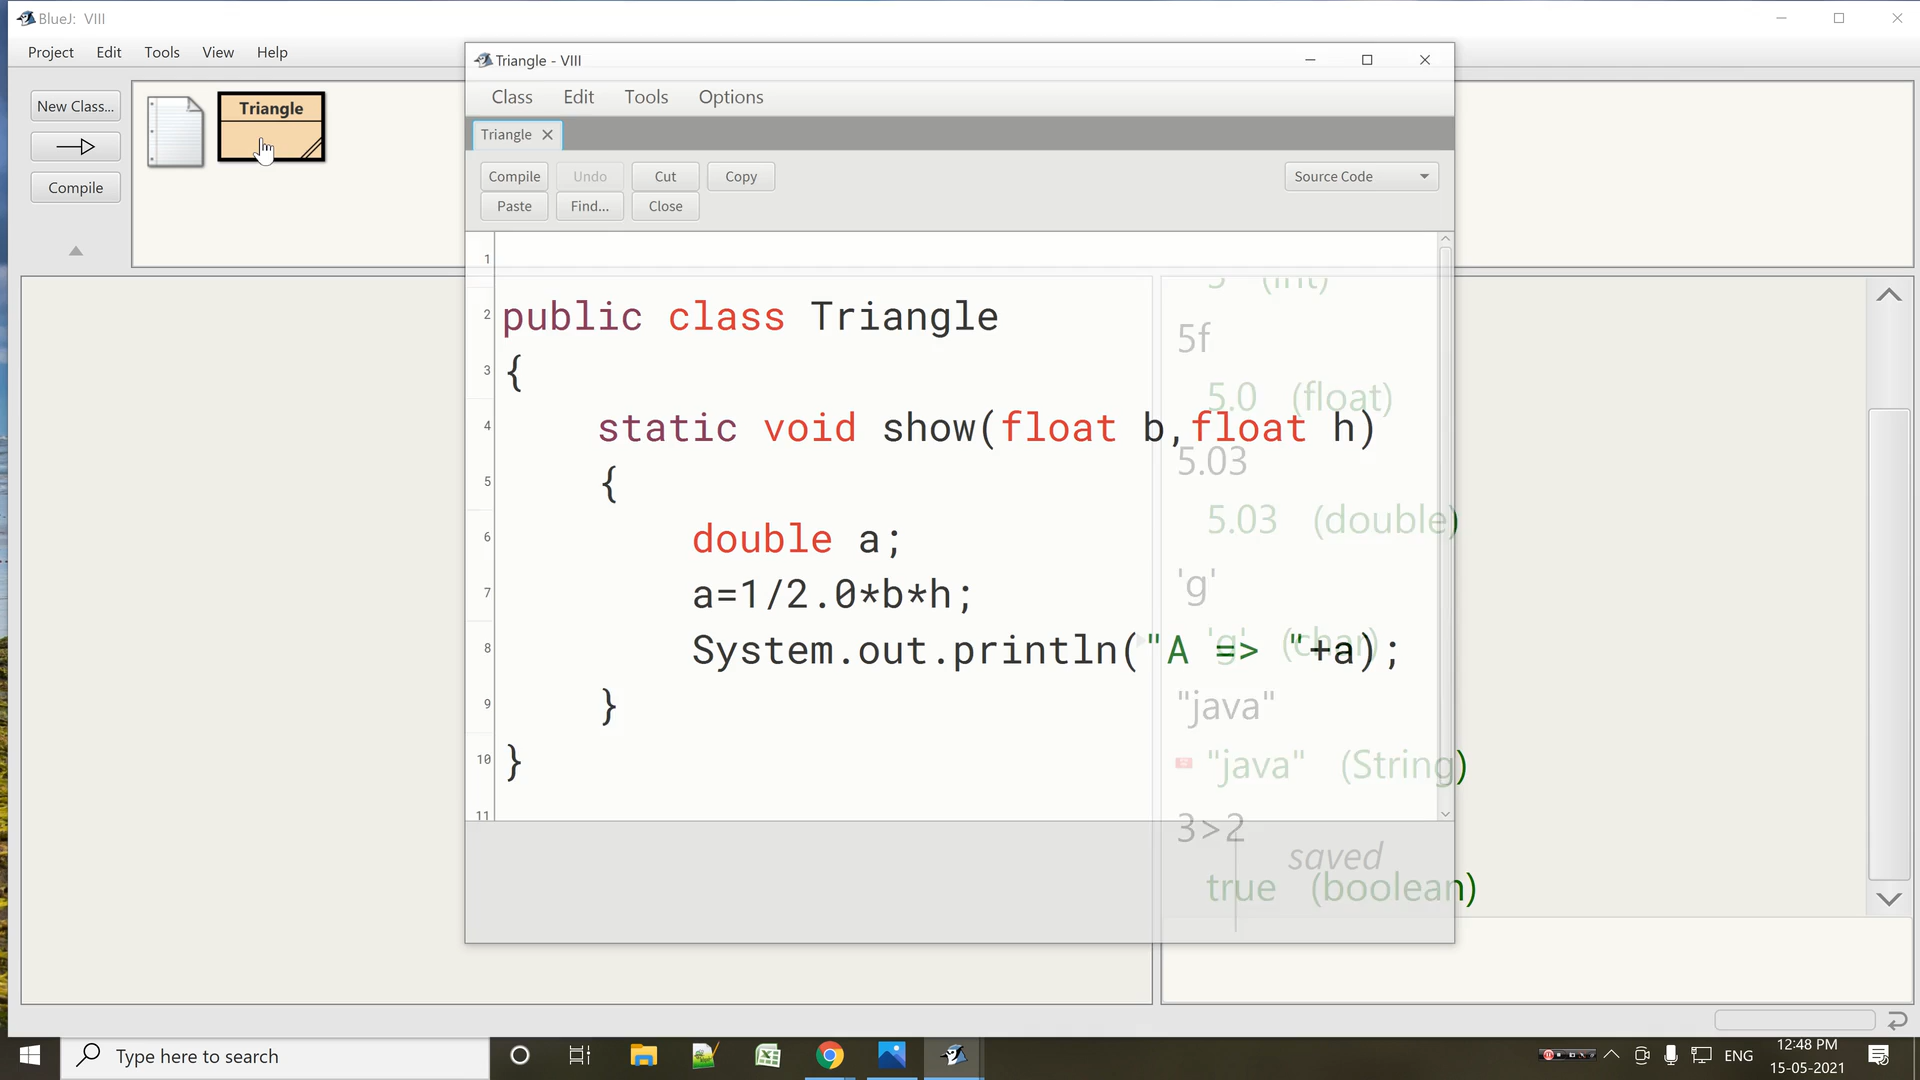 BlueJ: VIII
Project Edit Tools View Help
New Class...
Compile
Triangle
Triangle - VIII
Class Edit Tools Options
Triangle
Compile Undo Cut Copy
Paste Find... Close
Source Code
1
2 public class Triangle
3 {
4 static void show(float b,float h)
5 {
6 double a;
7 a=1/2.0*b*h;
8 System.out.println("A => "+a);
9 }
10 }
11
5 (int)
5f
5.0 (float)
5.03
5.03 (double)
'g'
'g' (char)
"java"
"java" (String)
3>2
true (boolean)
saved
Type here to search
ENG
12:48 PM
15-05-2021